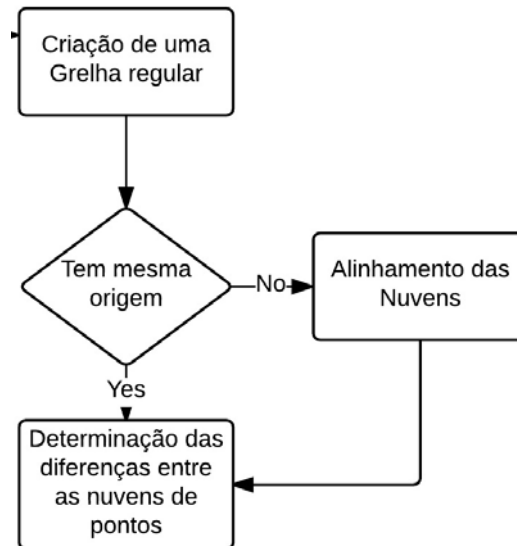 Criação de uma
Grelha regular
Tem mesma
origem
No
Alinhamento das
Nuvens
Yes
Determinação das
diferenças entre
as nuvens de
pontos